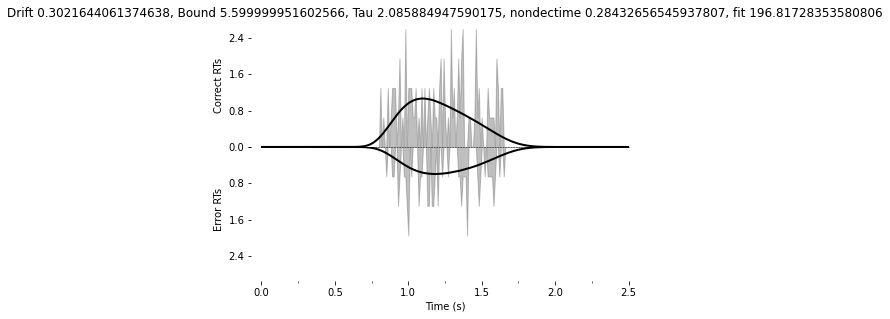 Drift 0.3021644061374638, Bound 5.599999951602566, Tau 2.085884947590175, nondectime 0.28432656545937807, fit 196.81728353580806
2.4
1.6
0.8
0.0
0.8
1.6
2.4
Correct RTs
Error RTs
0.0 0.5 1.0 1.5 2.0 2.5
Time (s)